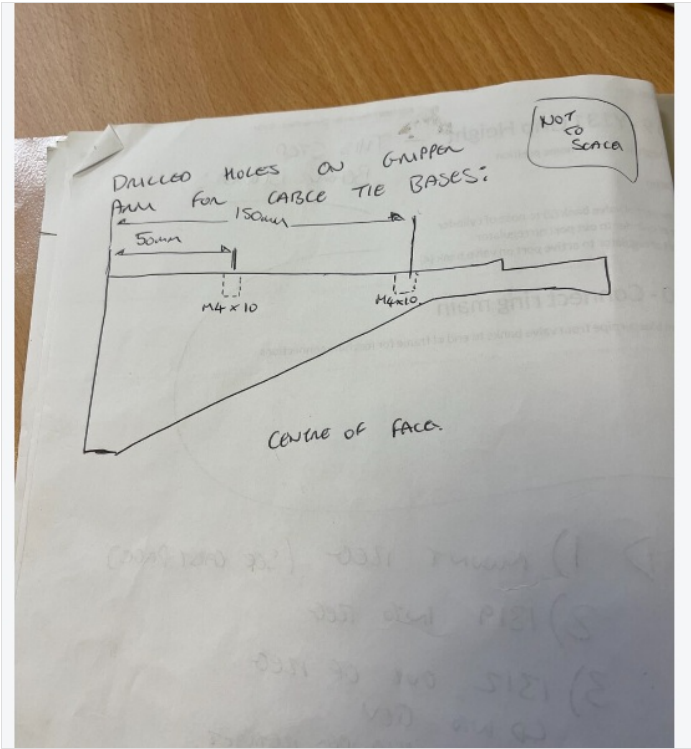 NOT
TO
SCALE
DRILLED HOLES ON GRIPPER
ARM FOR CABLE TIE BASES:
150mm
50mm
M4 x 10
M4x10
CENTRE OF FACE.